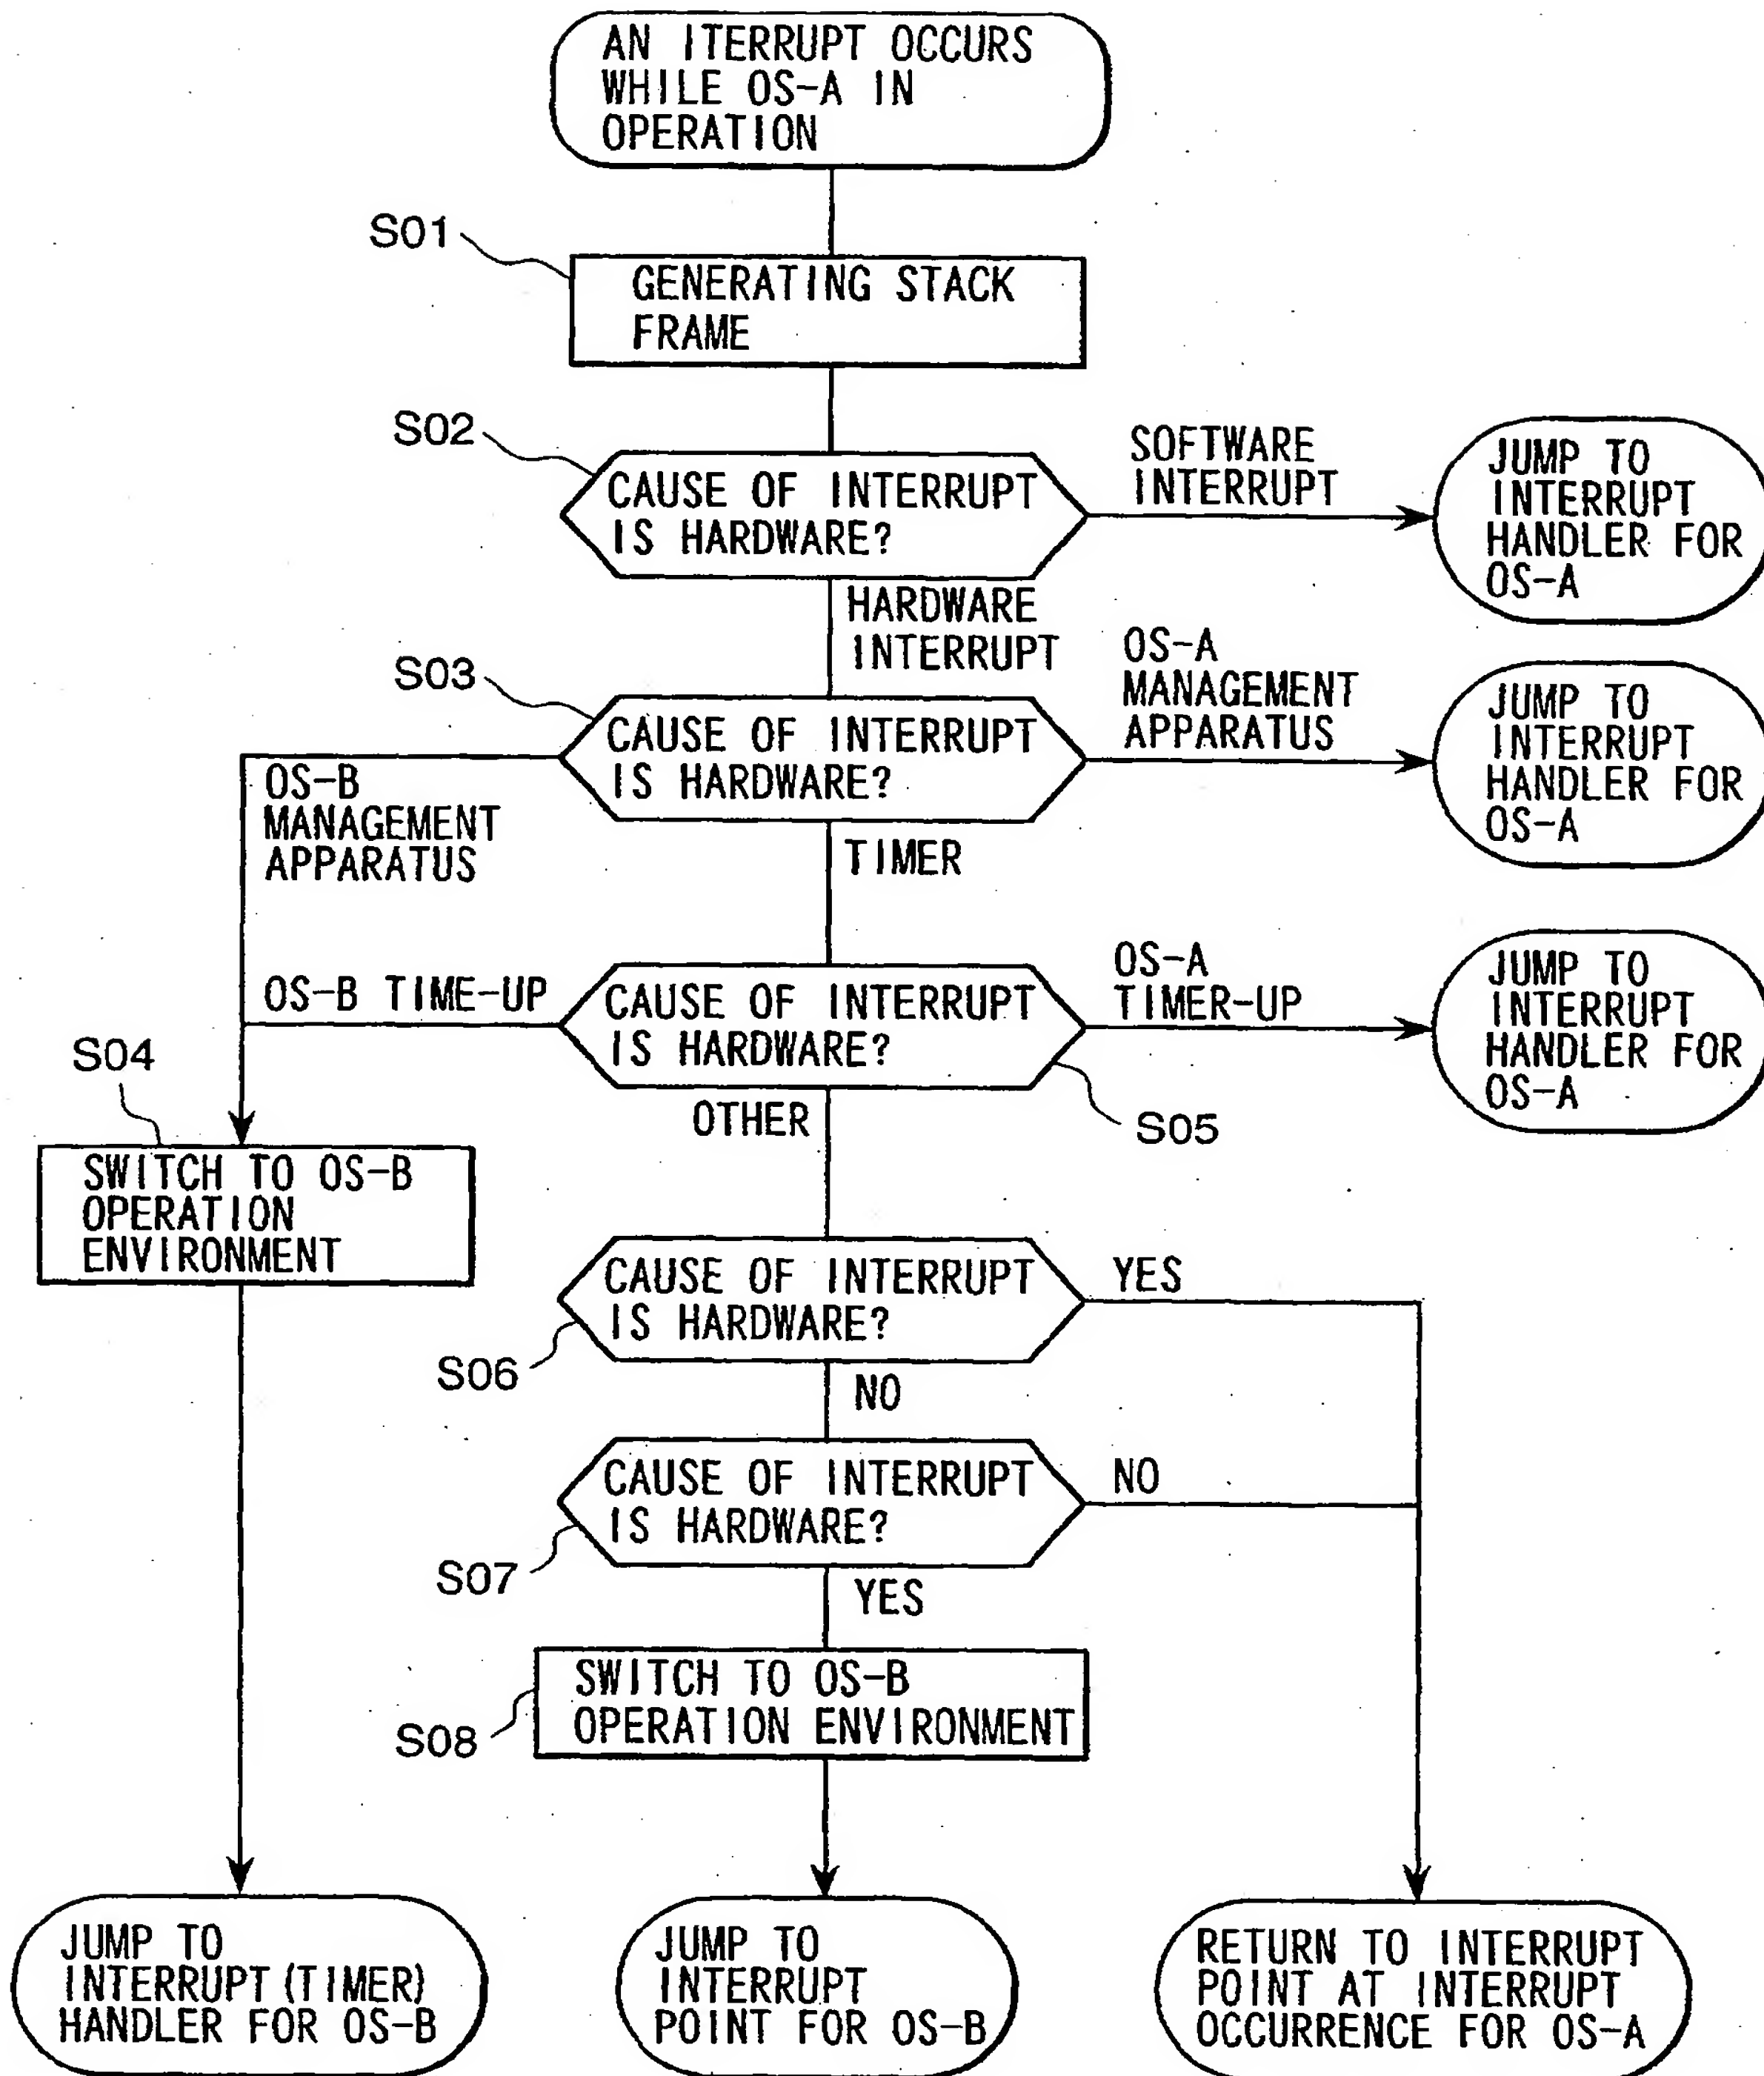 AN ITERRUPT OCCURS
WHILE OS-A IN
OPERATION
S01
GENERATING STACK
FRAME
S02
CAUSE OF INTERRUPT
IS HARDWARE?
SOFTWARE
INTERRUPT
JUMP TO
INTERRUPT
HANDLER FOR
OS-A
HARDWARE
INTERRUPT
S03
CAUSE OF INTERRUPT
IS HARDWARE?
OS-A
MANAGEMENT
APPARATUS
JUMP TO
INTERRUPT
HANDLER FOR
OS-A
OS-B
MANAGEMENT
APPARATUS
TIMER
OS-B TIME-UP
CAUSE OF INTERRUPT
IS HARDWARE?
OS-A
TIMER-UP
JUMP TO
INTERRUPT
HANDLER FOR
OS-A
S05
S04
SWITCH TO OS-B
OPERATION
ENVIRONMENT
OTHER
S06
CAUSE OF INTERRUPT
IS HARDWARE?
YES
NO
S07
CAUSE OF INTERRUPT
IS HARDWARE?
NO
YES
S08
SWITCH TO OS-B
OPERATION ENVIRONMENT
JUMP TO
INTERRUPT (TIMER)
HANDLER FOR OS-B
JUMP TO
INTERRUPT
POINT FOR OS-B
RETURN TO INTERRUPT
POINT AT INTERRUPT
OCCURRENCE FOR OS-A